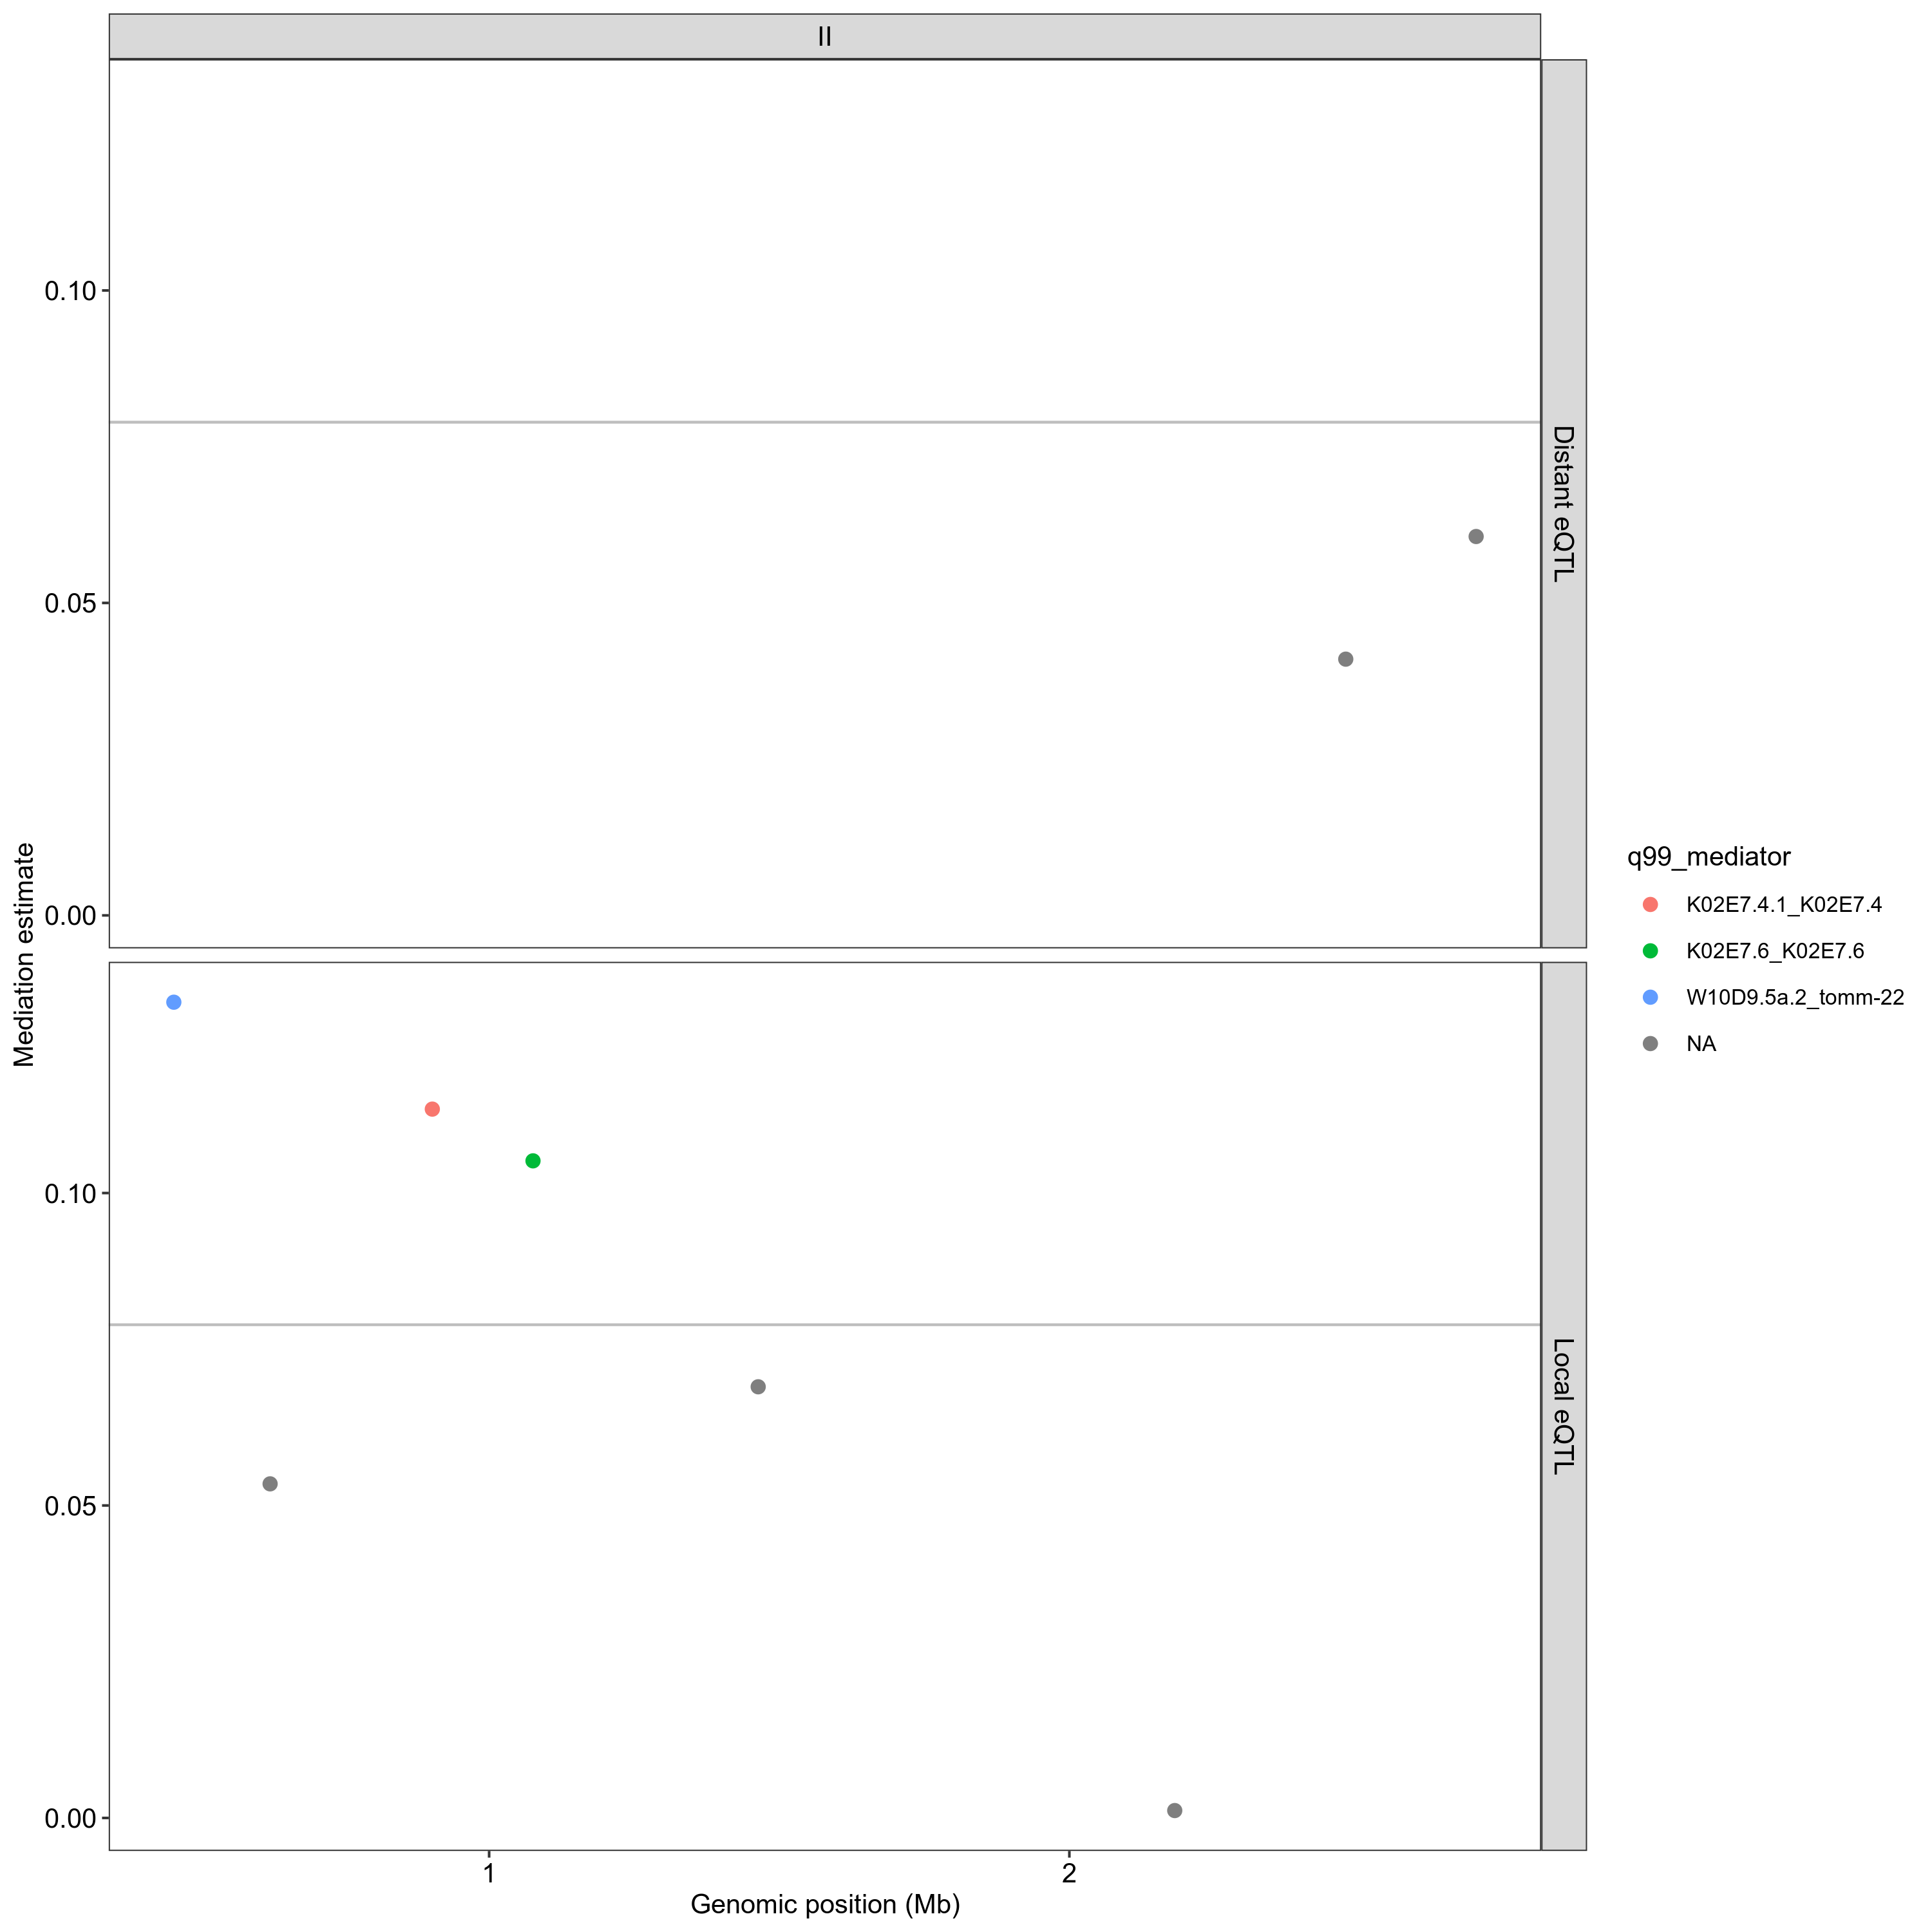 II
0.10
0.05
0.00
Distant eQTL
Mediation estimate
0.10
0.05
0.00
Local eQTL
1
2
Genomic position (Mb)
q99_mediator
K02E7.4.1_K02E7.4
K02E7.6_K02E7.6
W10D9.5a.2_tomm-22
NA